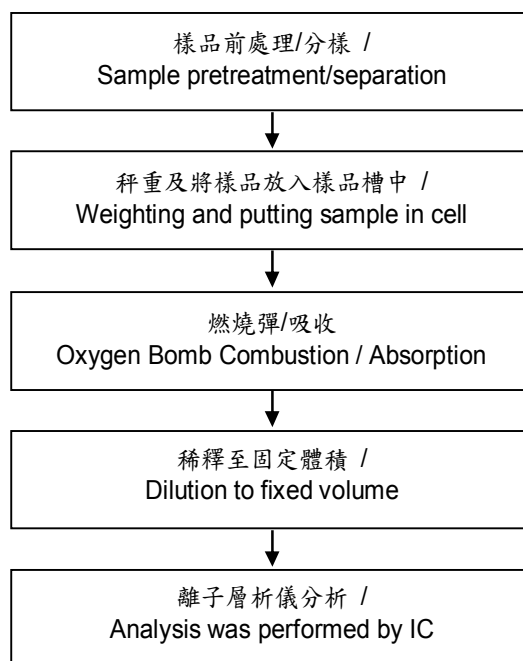 樣品前處理/分樣 /
Sample pretreatment/separation
秤重及將樣品放入樣品槽中 /
Weighting and putting sample in cell
燃燒彈/吸收
Oxygen Bomb Combustion / Absorption
稀釋至固定體積 /
Dilution to fixed volume
離子層析儀分析 /
Analysis was performed by IC